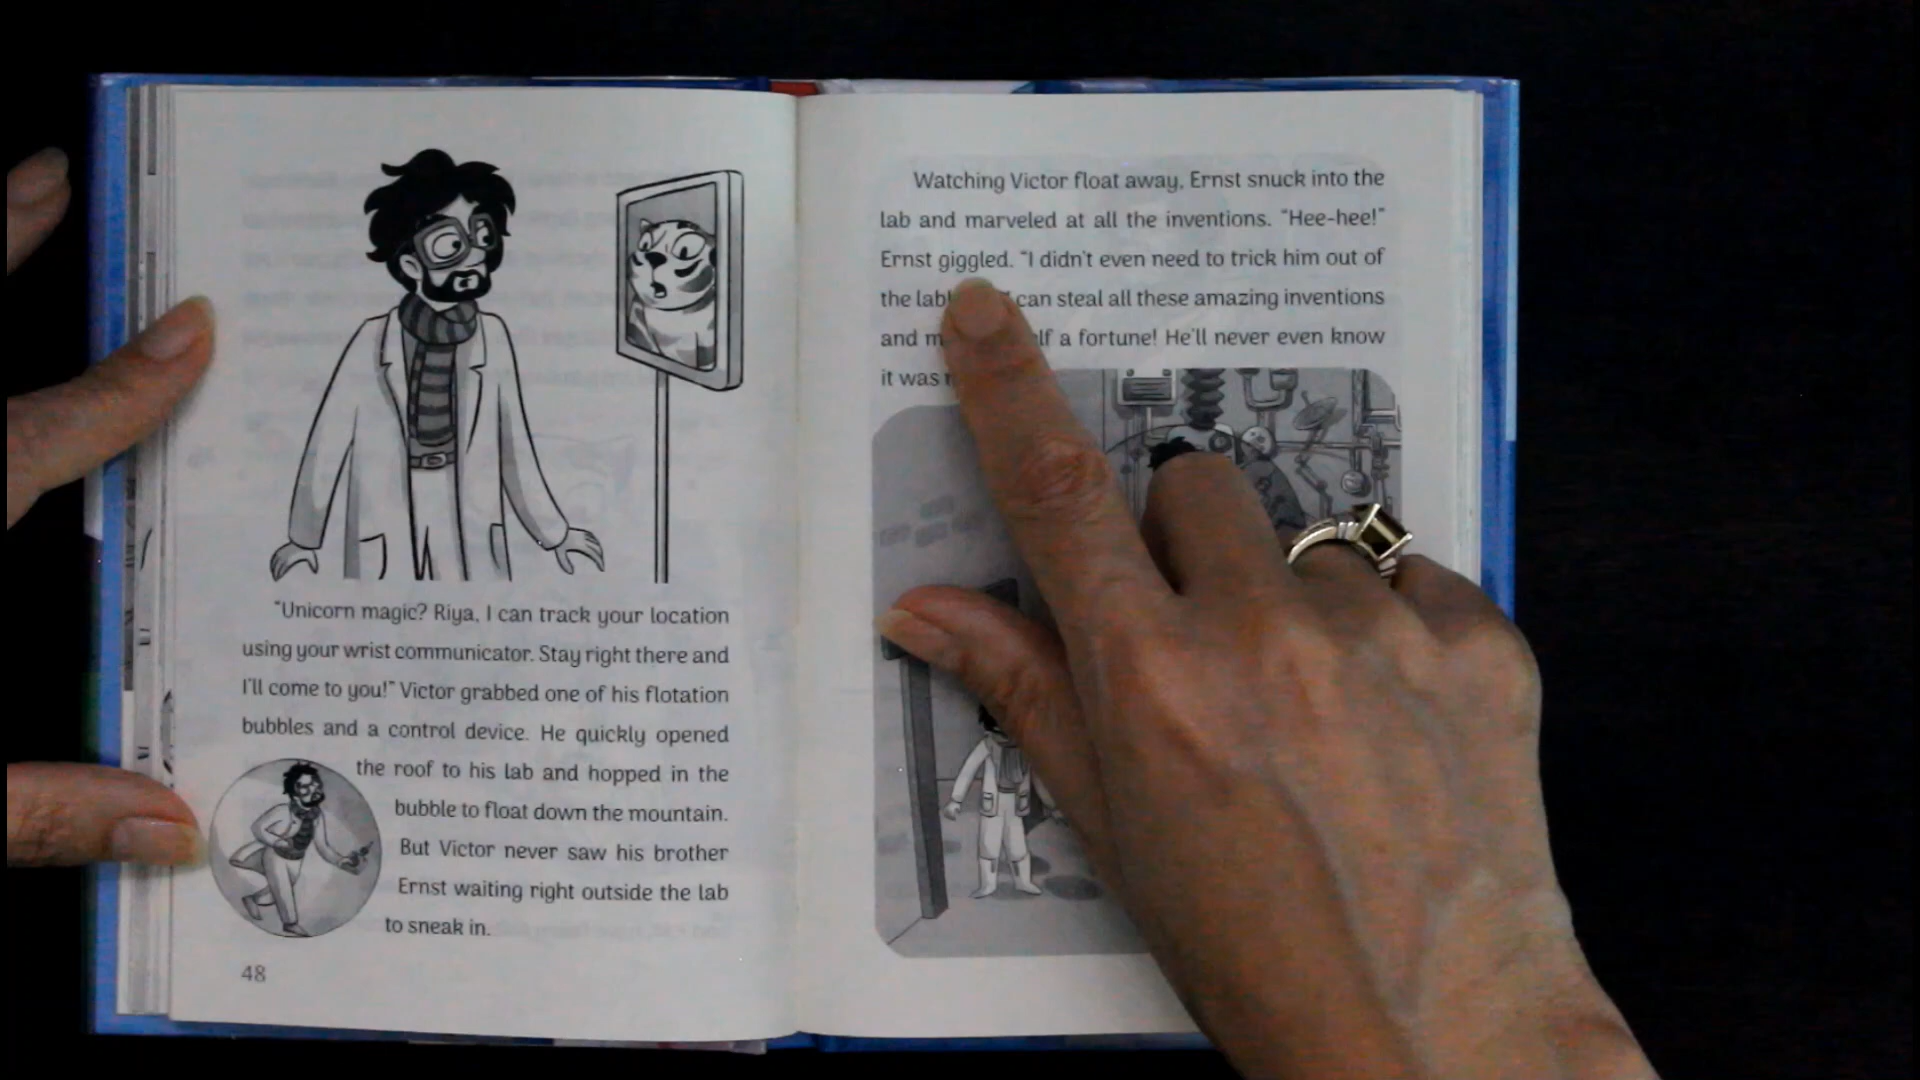 "Unicorn magic? Riya, I can track your location
using your wrist communicator. Stay right there and
I'll come to you!" Victor grabbed one of his flotation
bubbles and a control device. He quickly opened
the roof to his lab and hopped in the
bubble to float down the mountain.
But Victor never saw his brother
Ernst waiting right outside the lab
to sneak in.
48
Watching Victor float away, Ernst snuck into the
lab and marveled at all the inventions. "Hee-hee!"
Ernst giggled. "I didn't even need to trick him out of
the lab can steal all these amazing inventions
and a fortune! He'll never even know
it was